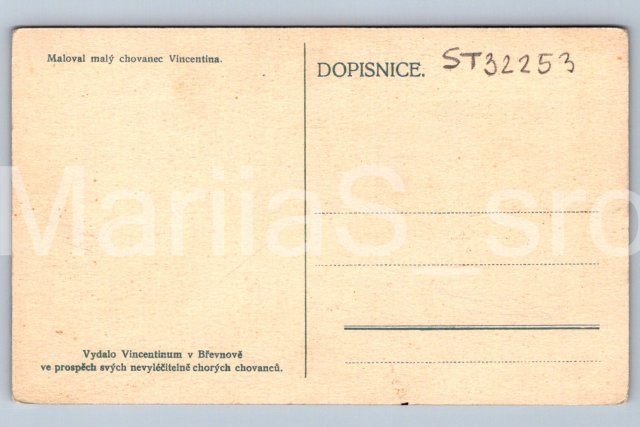 Maloval malý chovanec Vincentina.
DOPISNICE.
ST32253
MariiaS_sro
Vydalo Vincentinum v Břevnově
ve prospěch svých nevyléčitelně chorých chovanců.